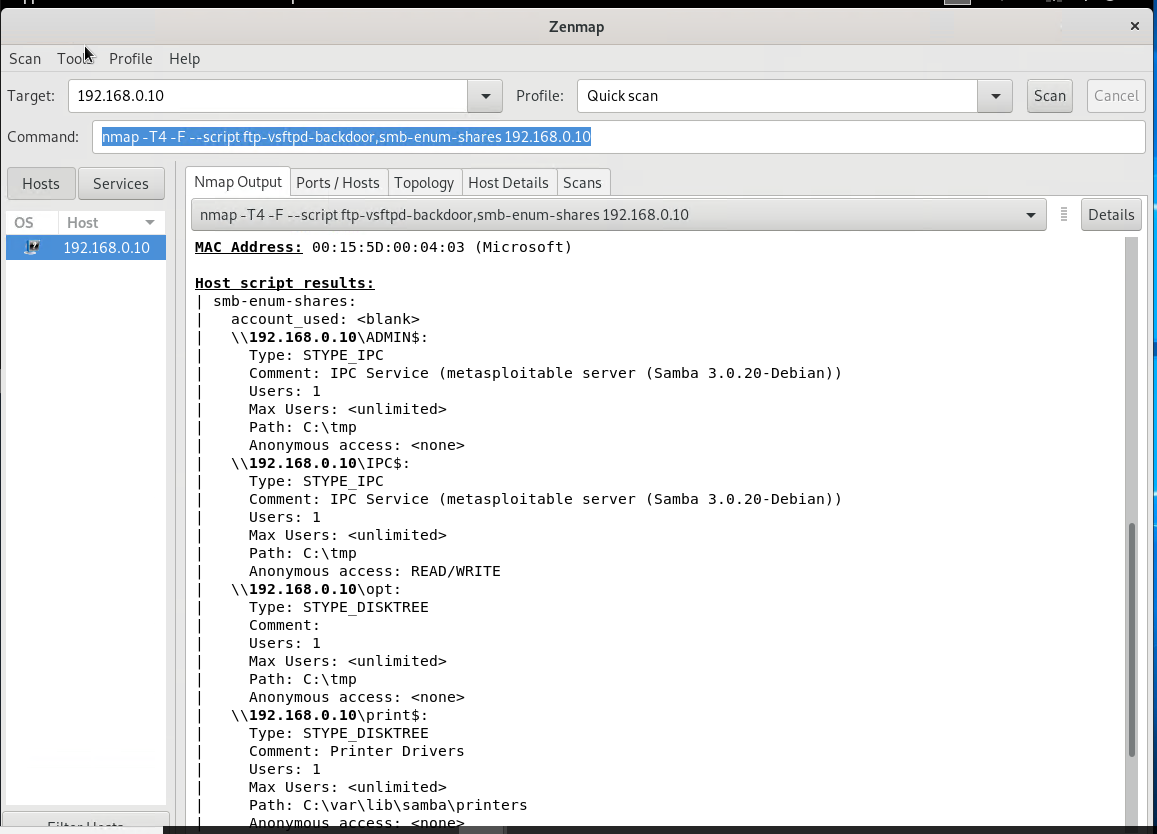 Zenmap
Scan Tools Profile Help
Target: 192.168.0.10 Profile: Quick scan Scan Cancel
Command: nmap -T4 -F --script ftp-vsftpd-backdoor,smb-enum-shares 192.168.0.10
Hosts Services
Nmap Output Ports / Hosts Topology Host Details Scans
OS Host
192.168.0.10
nmap -T4 -F --script ftp-vsftpd-backdoor,smb-enum-shares 192.168.0.10 Details
MAC Address: 00:15:5D:00:04:03 (Microsoft)
Host script results:
| smb-enum-shares:
|   account_used: <blank>
|   \\192.168.0.10\ADMIN$:
|     Type: STYPE_IPC
|     Comment: IPC Service (metasploitable server (Samba 3.0.20-Debian))
|     Users: 1
|     Max Users: <unlimited>
|     Path: C:\tmp
|     Anonymous access: <none>
|   \\192.168.0.10\IPC$:
|     Type: STYPE_IPC
|     Comment: IPC Service (metasploitable server (Samba 3.0.20-Debian))
|     Users: 1
|     Max Users: <unlimited>
|     Path: C:\tmp
|     Anonymous access: READ/WRITE
|   \\192.168.0.10\opt:
|     Type: STYPE_DISKTREE
|     Comment:
|     Users: 1
|     Max Users: <unlimited>
|     Path: C:\tmp
|     Anonymous access: <none>
|   \\192.168.0.10\print$:
|     Type: STYPE_DISKTREE
|     Comment: Printer Drivers
|     Users: 1
|     Max Users: <unlimited>
|     Path: C:\var\lib\samba\printers
|     Anonymous access: <none>
Filter Hosts